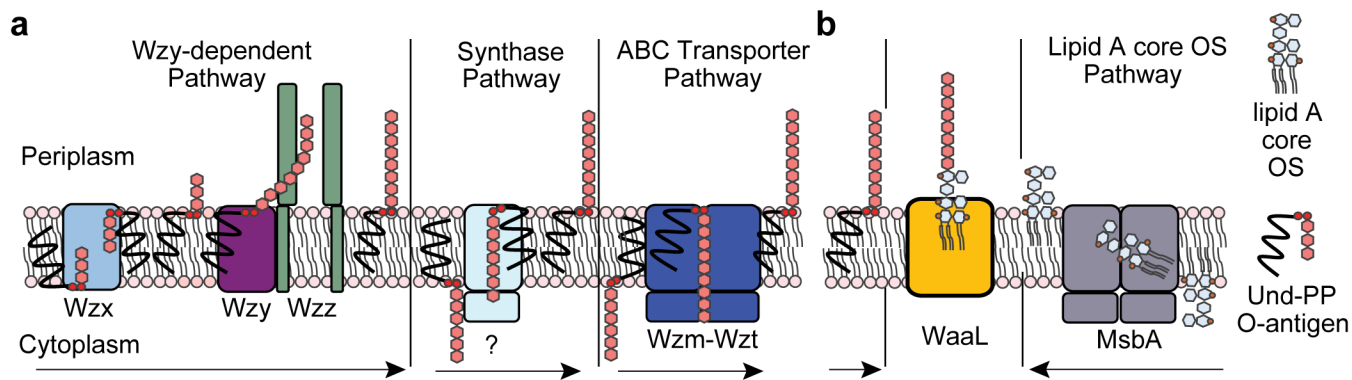 a
Wzy-dependent
Pathway
Synthase
Pathway
ABC Transporter
Pathway
b
Lipid A core OS
Pathway
lipid A
core
OS
Periplasm
Wzx
Wzy
Wzz
?
Wzm-Wzt
WaaL
MsbA
Und-PP
O-antigen
Cytoplasm